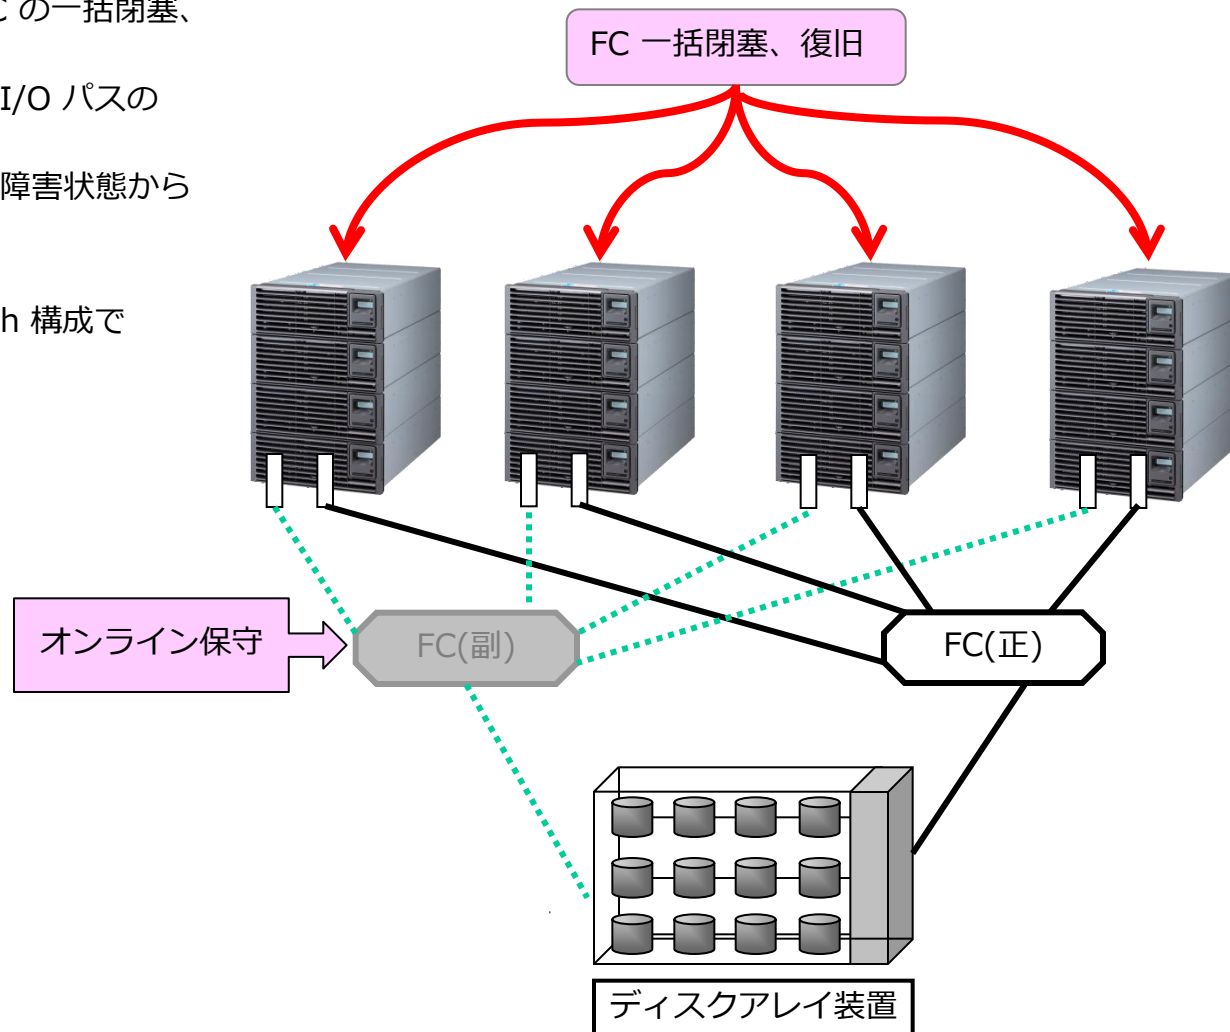 C の一括閉塞、
I/O パスの
障害状態から
h 構成で
FC 一括閉塞、復旧
オンライン保守
FC(副)
FC(正)
ディスクアレイ装置